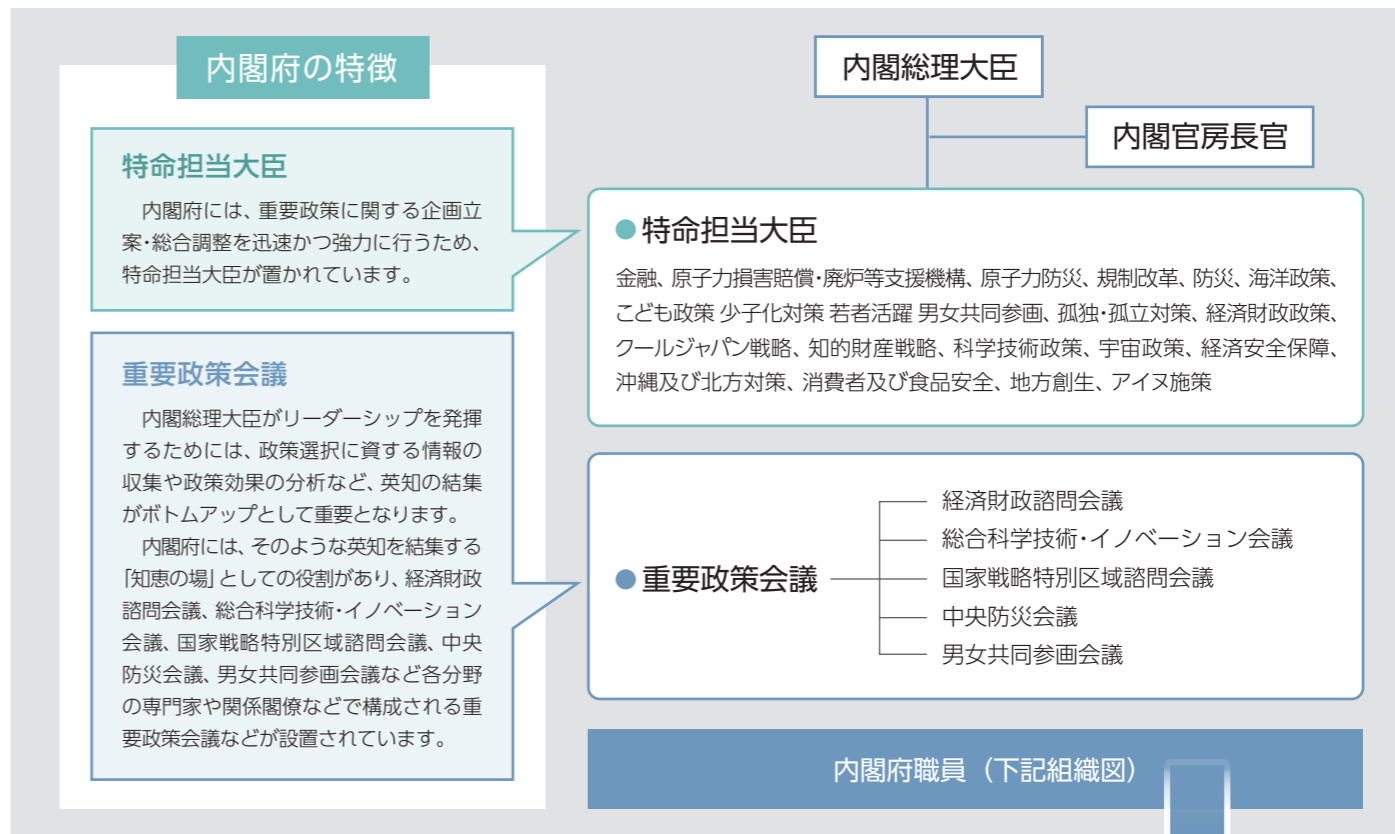 内閣府の特徴
特命担当大臣
内閣府には、重要政策に関する企画立
案・総合調整を迅速かつ強力に行うため、
特命担当大臣が置かれています。
重要政策会議
内閣総理大臣がリーダーシップを発揮
するためには、政策選択に資する情報の
収集や政策効果の分析など、英知の結集
がボトムアップとして重要となります。
内閣府には、そのような英知を結集する
「知恵の場」としての役割があり、経済財政
諮問会議、総合科学技術・イノベーション
会議、国家戦略特別区域諮問会議、中央
防災会議、男女共同参画会議など各分野
の専門家や関係閣僚などで構成される重
要政策会議などが設置されています。
内閣総理大臣
内閣官房長官
●特命担当大臣
金融、原子力損害賠償・廃炉等支援機構、原子力防災、規制改革、防災、海洋政策、
こども政策 少子化対策 若者活躍 男女共同参画、孤独・孤立対策、経済財政政策、
クールジャパン戦略、知的財産戦略、科学技術政策、宇宙政策、経済安全保障、
沖縄及び北方対策、消費者及び食品安全、地方創生、アイヌ施策
●重要政策会議
経済財政諮問会議
総合科学技術・イノベーション会議
国家戦略特別区域諮問会議
中央防災会議
男女共同参画会議
内閣府職員（下記組織図）